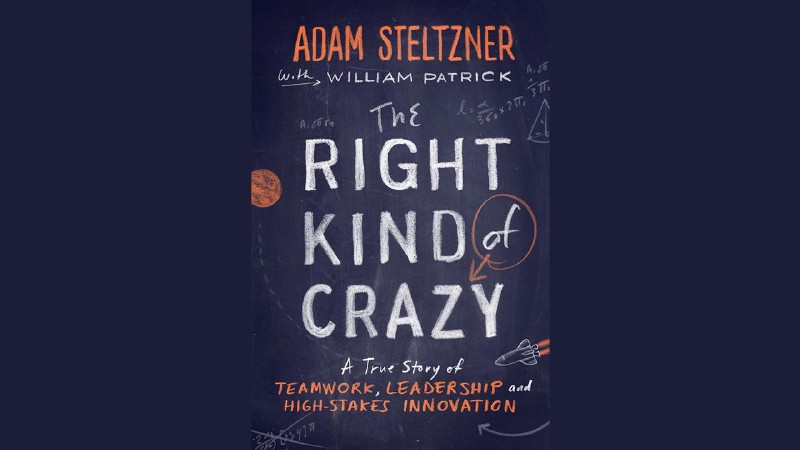 ADAM STELTZNER
with WILLIAM PATRICK
The
RIGHT
KIND of
CRAZY
A True Story of
TEAMWORK, LEADERSHIP and
HIGH-STAKES INNOVATION